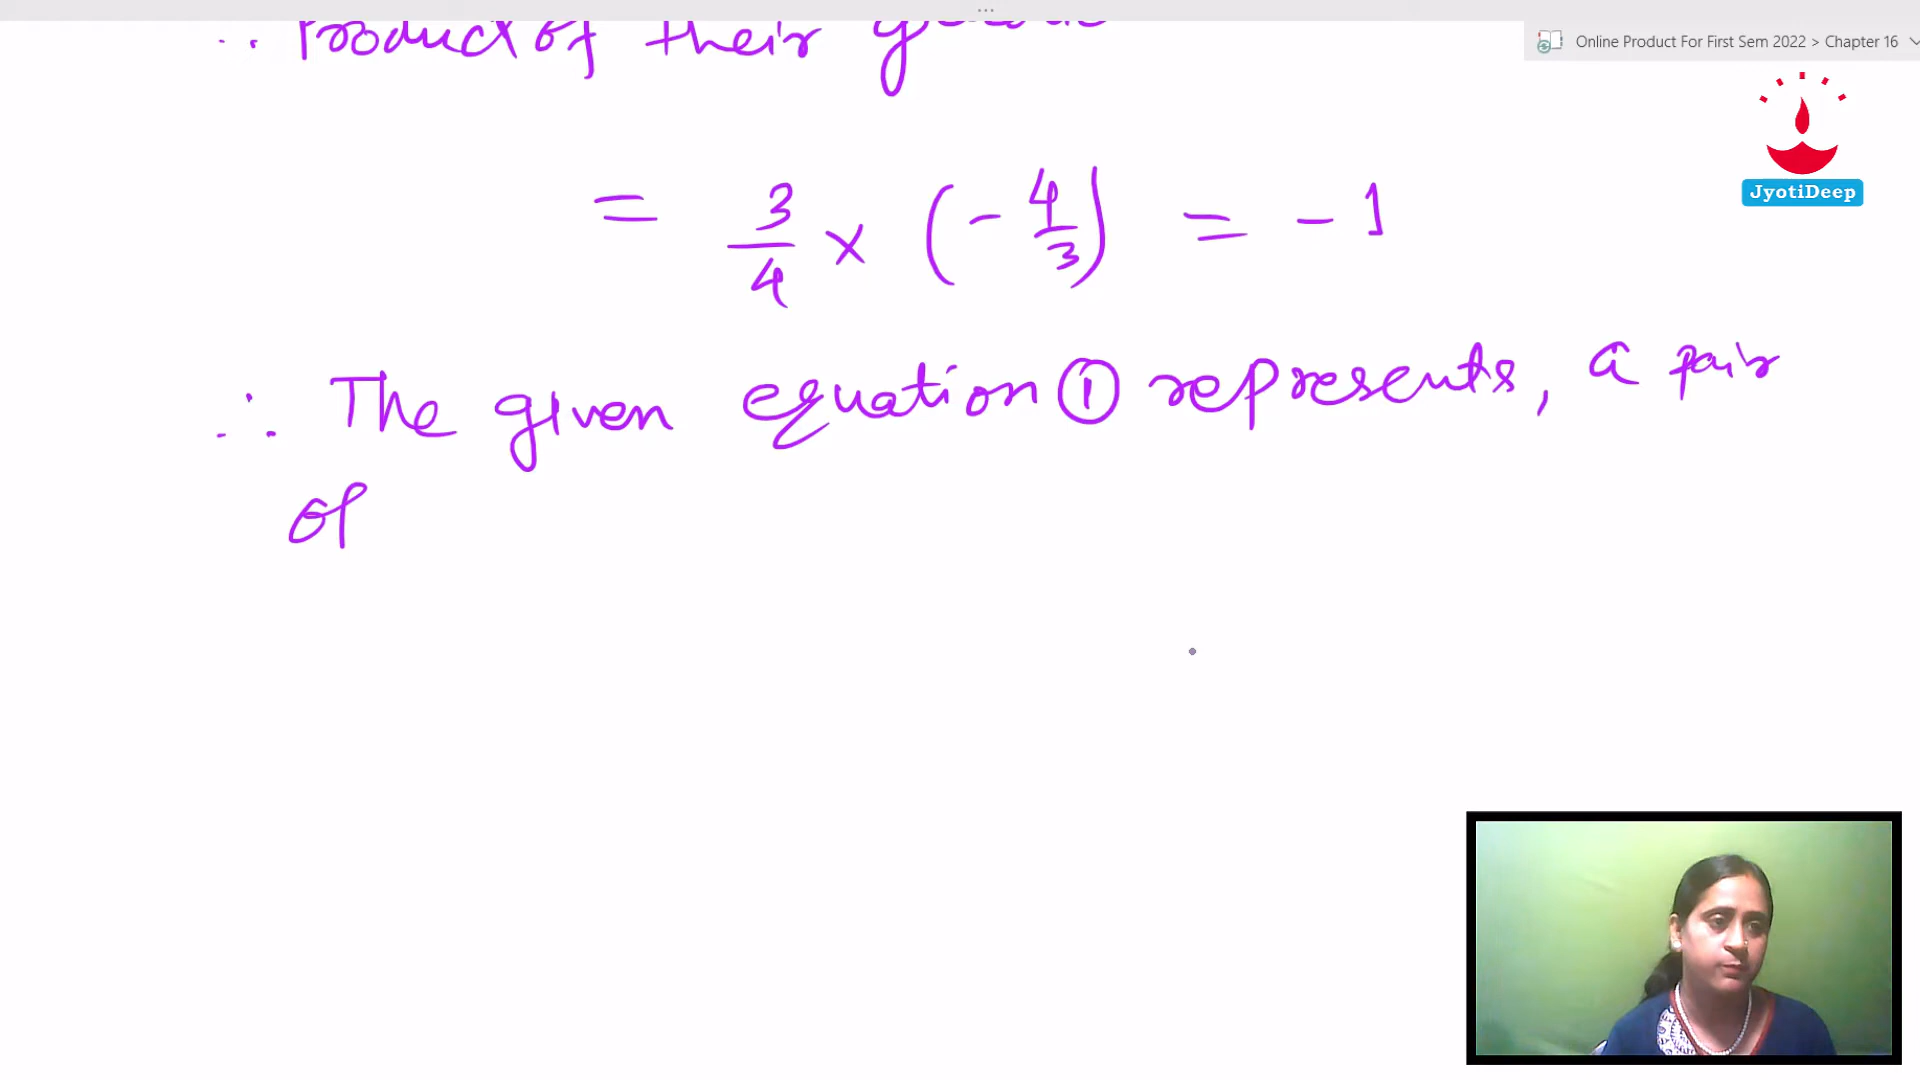 ...
∴ Product of their
Online Product For First Sem 2022 > Chapter 16
JyotiDeep
= 3/4 × (- 4/3) = - 1
∴ The given equation ① represents, a pair
of